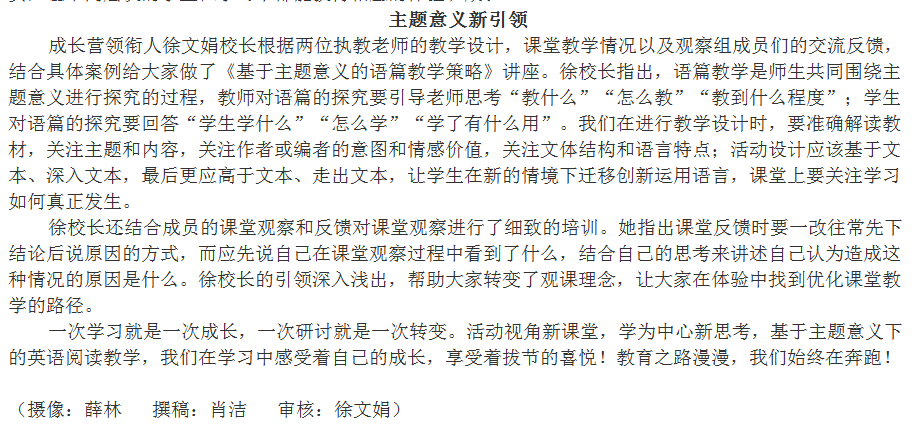 主题意义新引领
成长营领衔人徐文娟校长根据两位执教老师的教学设计，课堂教学情况以及观察组成员们的交流反馈，
结合具体案例给大家做了《基于主题意义的语篇教学策略》讲座。徐校长指出，语篇教学是师生共同围绕主
题意义进行探究的过程，教师对语篇的探究要引导老师思考“教什么”“怎么教”“教到什么程度”；学生
对语篇的探究要回答“学生学什么”“怎么学”“学了有什么用”。我们在进行教学设计时，要准确解读教
材，关注主题和内容，关注作者或编者的意图和情感价值，关注文体结构和语言特点；活动设计应该基于文
本、深入文本，最后更应高于文本、走出文本，让学生在新的情境下迁移创新运用语言，课堂上要关注学习
如何真正发生。
徐校长还结合成员的课堂观察和反馈对课堂观察进行了细致的培训。她指出课堂反馈时要一改往常先下
结论后说原因的方式，而应先说自己在课堂观察过程中看到了什么，结合自己的思考来讲述自己认为造成这
种情况的原因是什么。徐校长的引领深入浅出，帮助大家转变了观课理念，让大家在体验中找到优化课堂教
学的路径。
一次学习就是一次成长，一次研讨就是一次转变。活动视角新课堂，学为中心新思考，基于主题意义下
的英语阅读教学，我们在学习中感受着自己的成长，享受着拔节的喜悦！教育之路漫漫，我们始终在奔跑！
（摄像：薛林 撰稿：肖洁 审核：徐文娟）